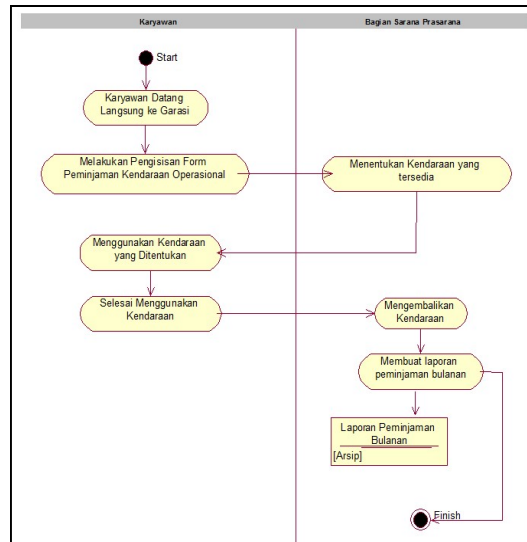 Karyawan
Bagian Sarana Prasarana
Start
Karyawan Datang
Langsung ke Garasi
Melakukan Pengisisan Form
Peminjaman Kendaraan Operasional
Menentukan Kendaraan yang
tersedia
Menggunakan Kendaraan
yang Ditentukan
Selesai Menggunakan
Kendaraan
Mengembalikan
Kendaraan
Membuat laporan
peminjaman bulanan
Laporan Peminjaman
Bulanan
[Arsip]
Finish